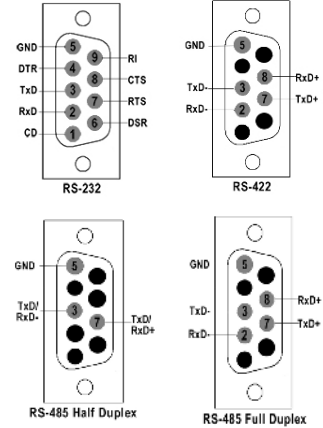 GND 5
9 RI
DTR 4
8 CTS
TxD 3
7 RTS
RxD 2
6 DSR
CD 1
RS-232
GND 5
8 RxD+
TxD- 3
7 TxD+
RxD- 2
RS-422
GND 5
TxD/
RxD- 3
7 TxD/
RxD+
RS-485 Half Duplex
GND 5
8 RxD+
TxD- 3
7 TxD+
RxD- 2
RS-485 Full Duplex